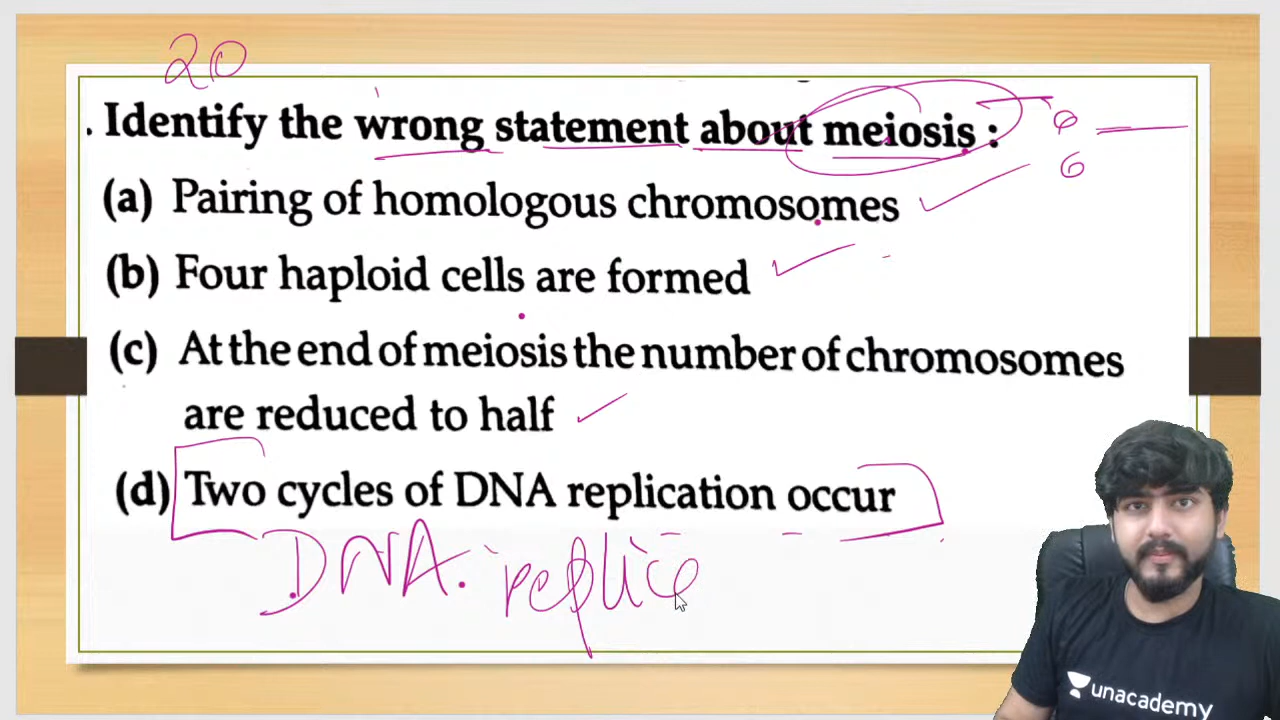 20
. Identify the wrong statement about meiosis :
(a) Pairing of homologous chromosomes
(b) Four haploid cells are formed
(c) At the end of meiosis the number of chromosomes
are reduced to half
(d) Two cycles of DNA replication occur
DNA. replica
unacademy